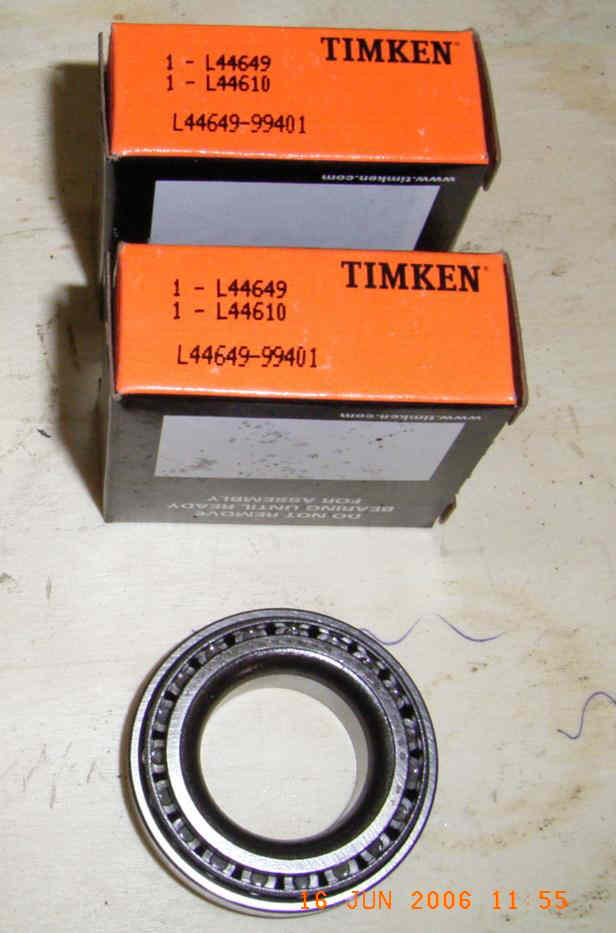 TIMKEN
1 - L44649
1 - L44610
L44649-99401
www.timken.com
TIMKEN
1 - L44649
1 - L44610
L44649-99401
www.timken.com
DO NOT REMOVE
BEARING UNTIL READY
FOR ASSEMBLY
16 JUN 2006 11:55